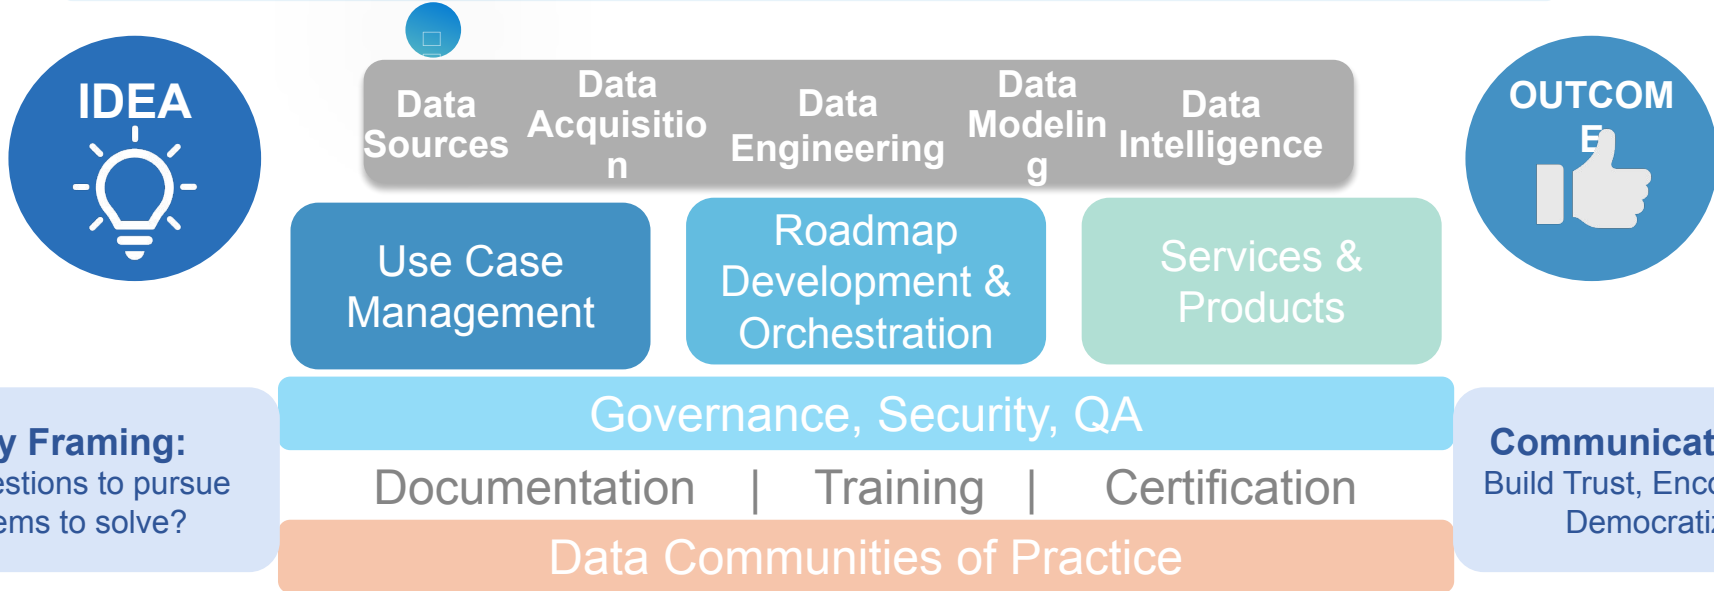 IDEA
Data
Sources
Data
Acquisitio
n
Data
Engineering
Data
Modelin
g
Data
Intelligence
OUTCOM
E
Use Case
Management
Roadmap
Development &
Orchestration
Services &
Products
y Framing:
estions to pursue
ems to solve?
Governance, Security, QA
Documentation | Training | Certification
Data Communities of Practice
Communicat
Build Trust, Enco
Democratiz